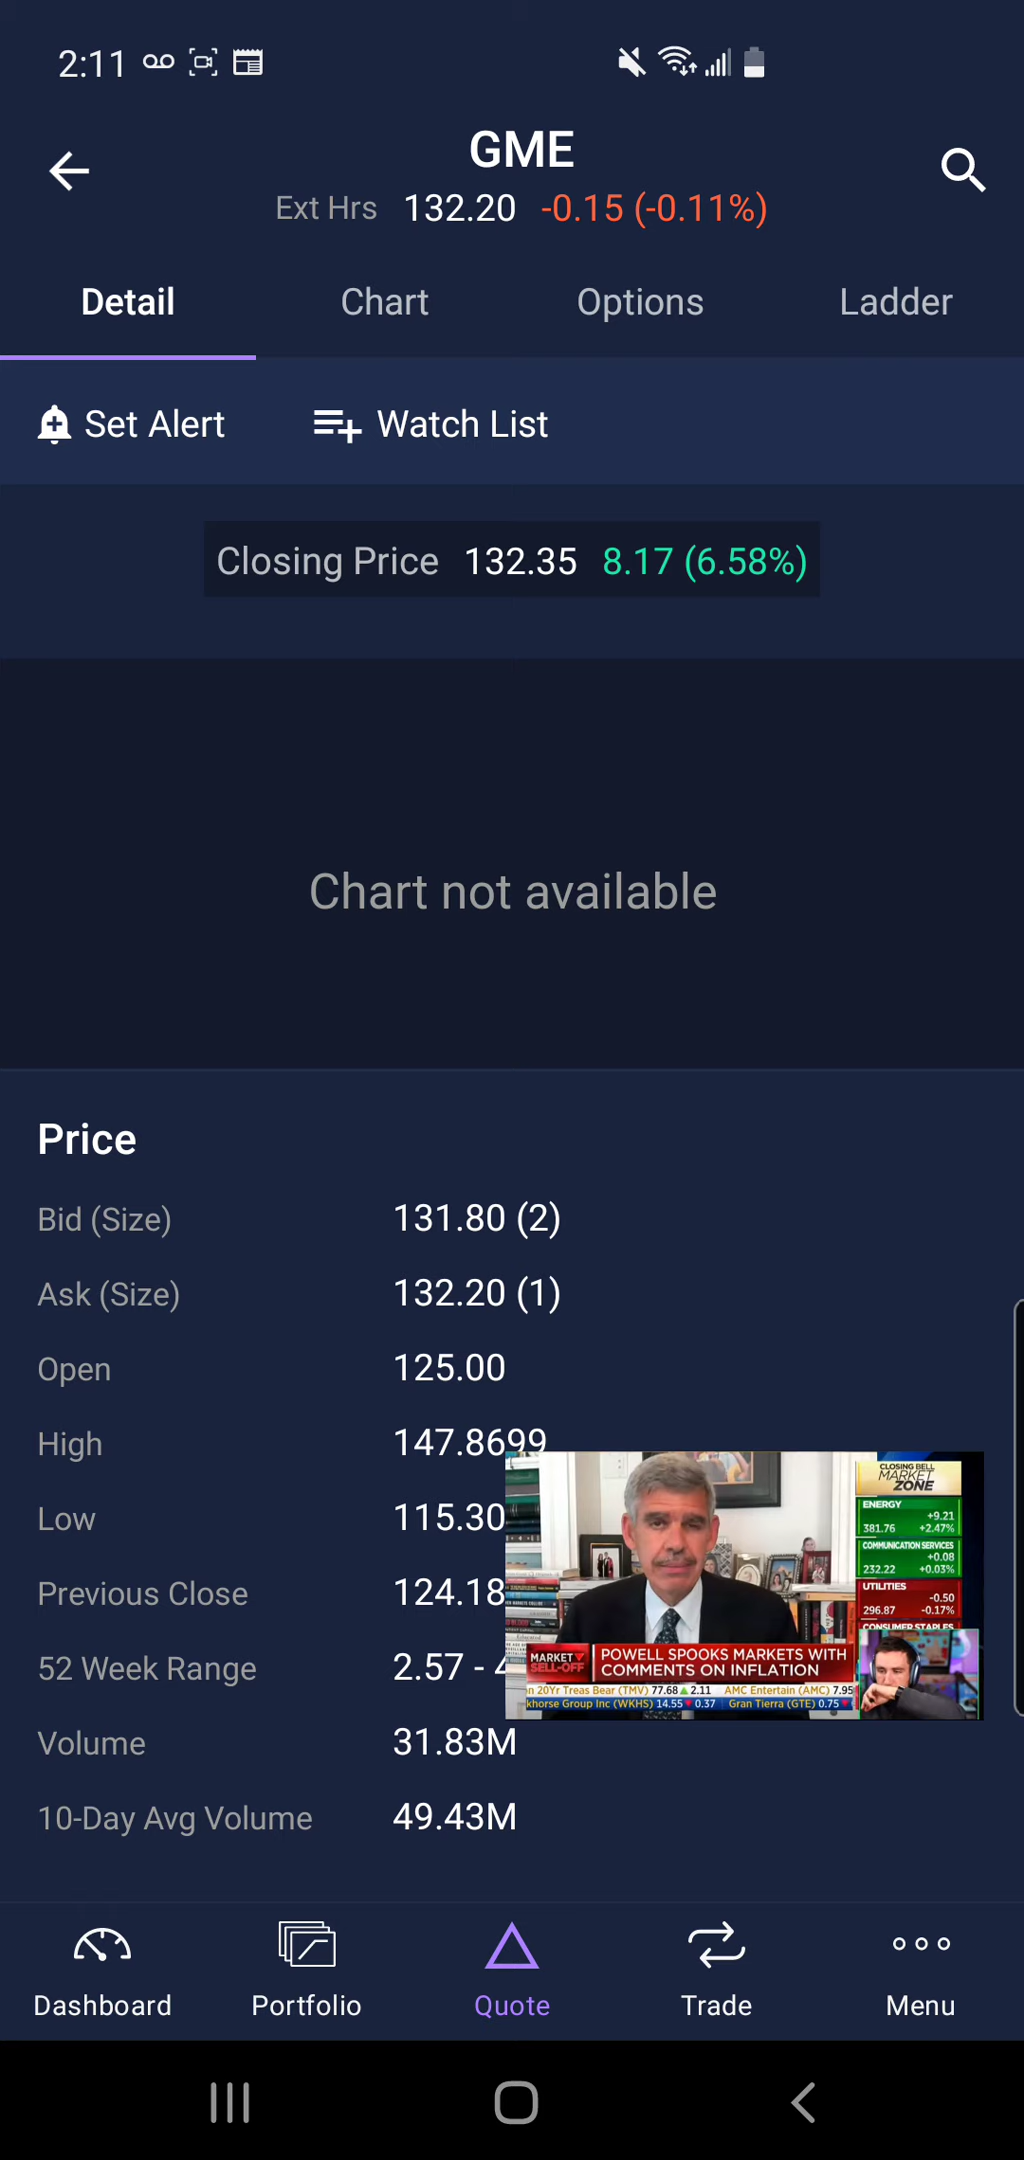 2:11
GME
Ext Hrs 132.20 -0.15 (-0.11%)
Detail Chart Options Ladder
Set Alert Watch List
Closing Price 132.35 8.17 (6.58%)
Chart not available
Price
Bid (Size) 131.80 (2)
Ask (Size) 132.20 (1)
Open 125.00
High 147.8699
Low 115.30
Previous Close 124.18
52 Week Range 2.57 -
Volume 31.83M
10-Day Avg Volume 49.43M
CLOSING BELL
MARKET
ZONE
ENERGY
+9.21
381.76 +2.47%
COMMUNICATION SERVICES
+0.08
232.22 +0.03%
UTILITIES
-0.50
296.87 -0.17%
CONSUMER STAPLES
MARKET
SELL-OFF
POWELL SPOOKS MARKETS WITH
COMMENTS ON INFLATION
n 20Yr Treas Bear (TMV) 77.68 ▲ 2.11 AMC Entertain (AMC) 7.95
khorse Group Inc (WKHS) 14.55 ▼ 0.37 Gran Tierra (GTE) 0.75
Dashboard Portfolio Quote Trade Menu